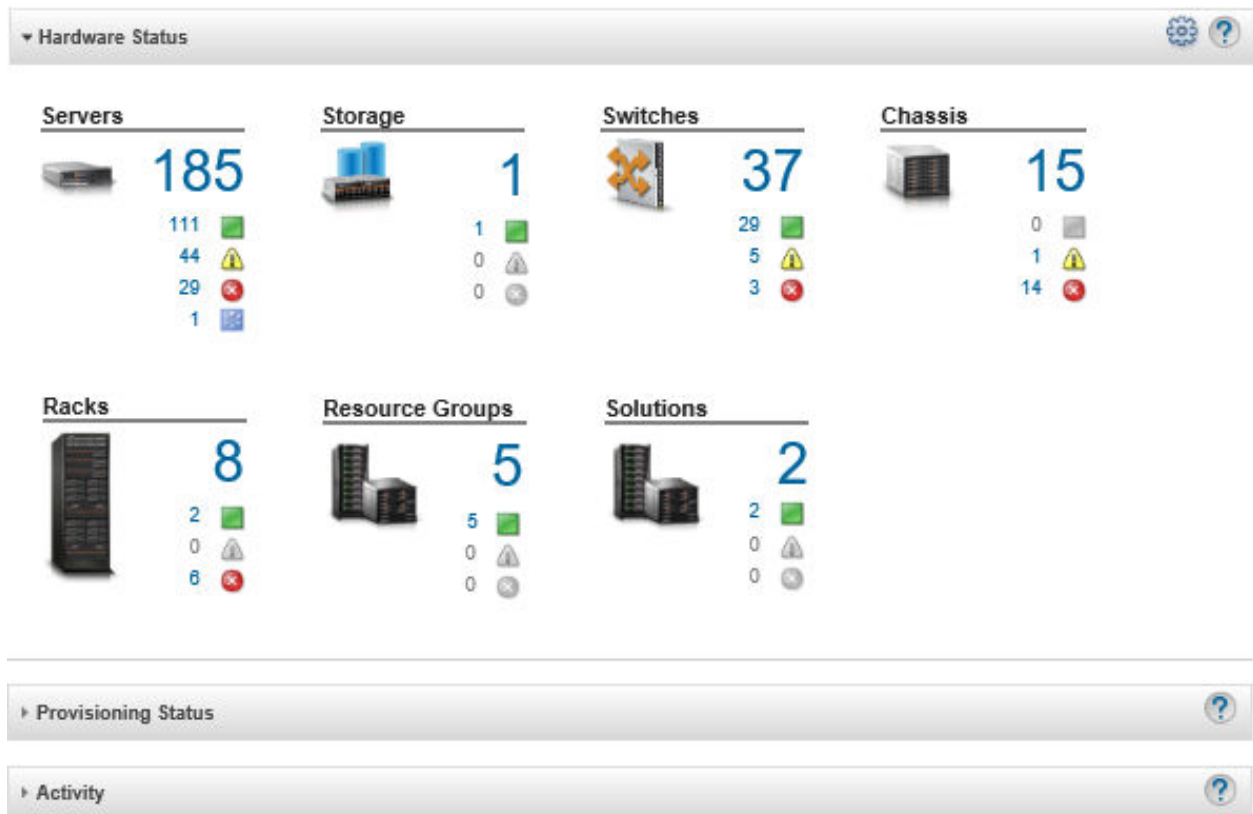 Hardware Status
Servers
185
111
44
29
1
Storage
1
1
0
0
Switches
37
29
5
3
Chassis
15
0
1
14
Racks
8
2
0
6
Resource Groups
5
5
0
0
Solutions
2
2
0
0
Provisioning Status
Activity